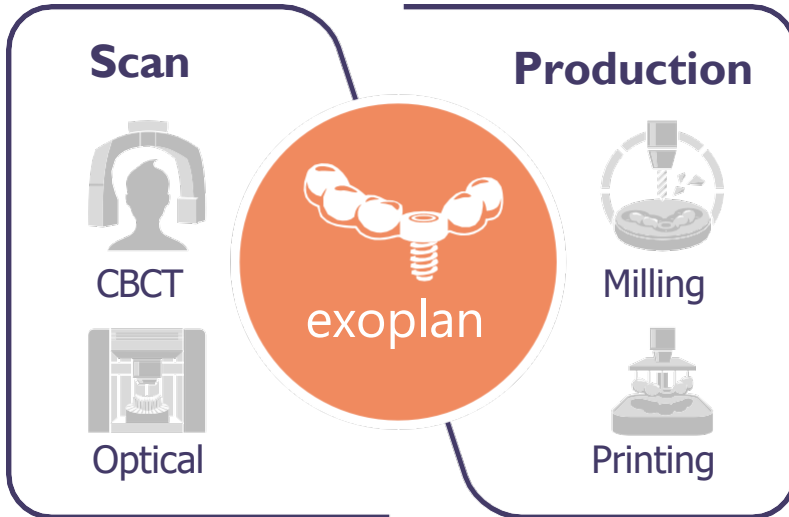 Scan
CBCT
Optical
exoplan
Production
Milling
Printing